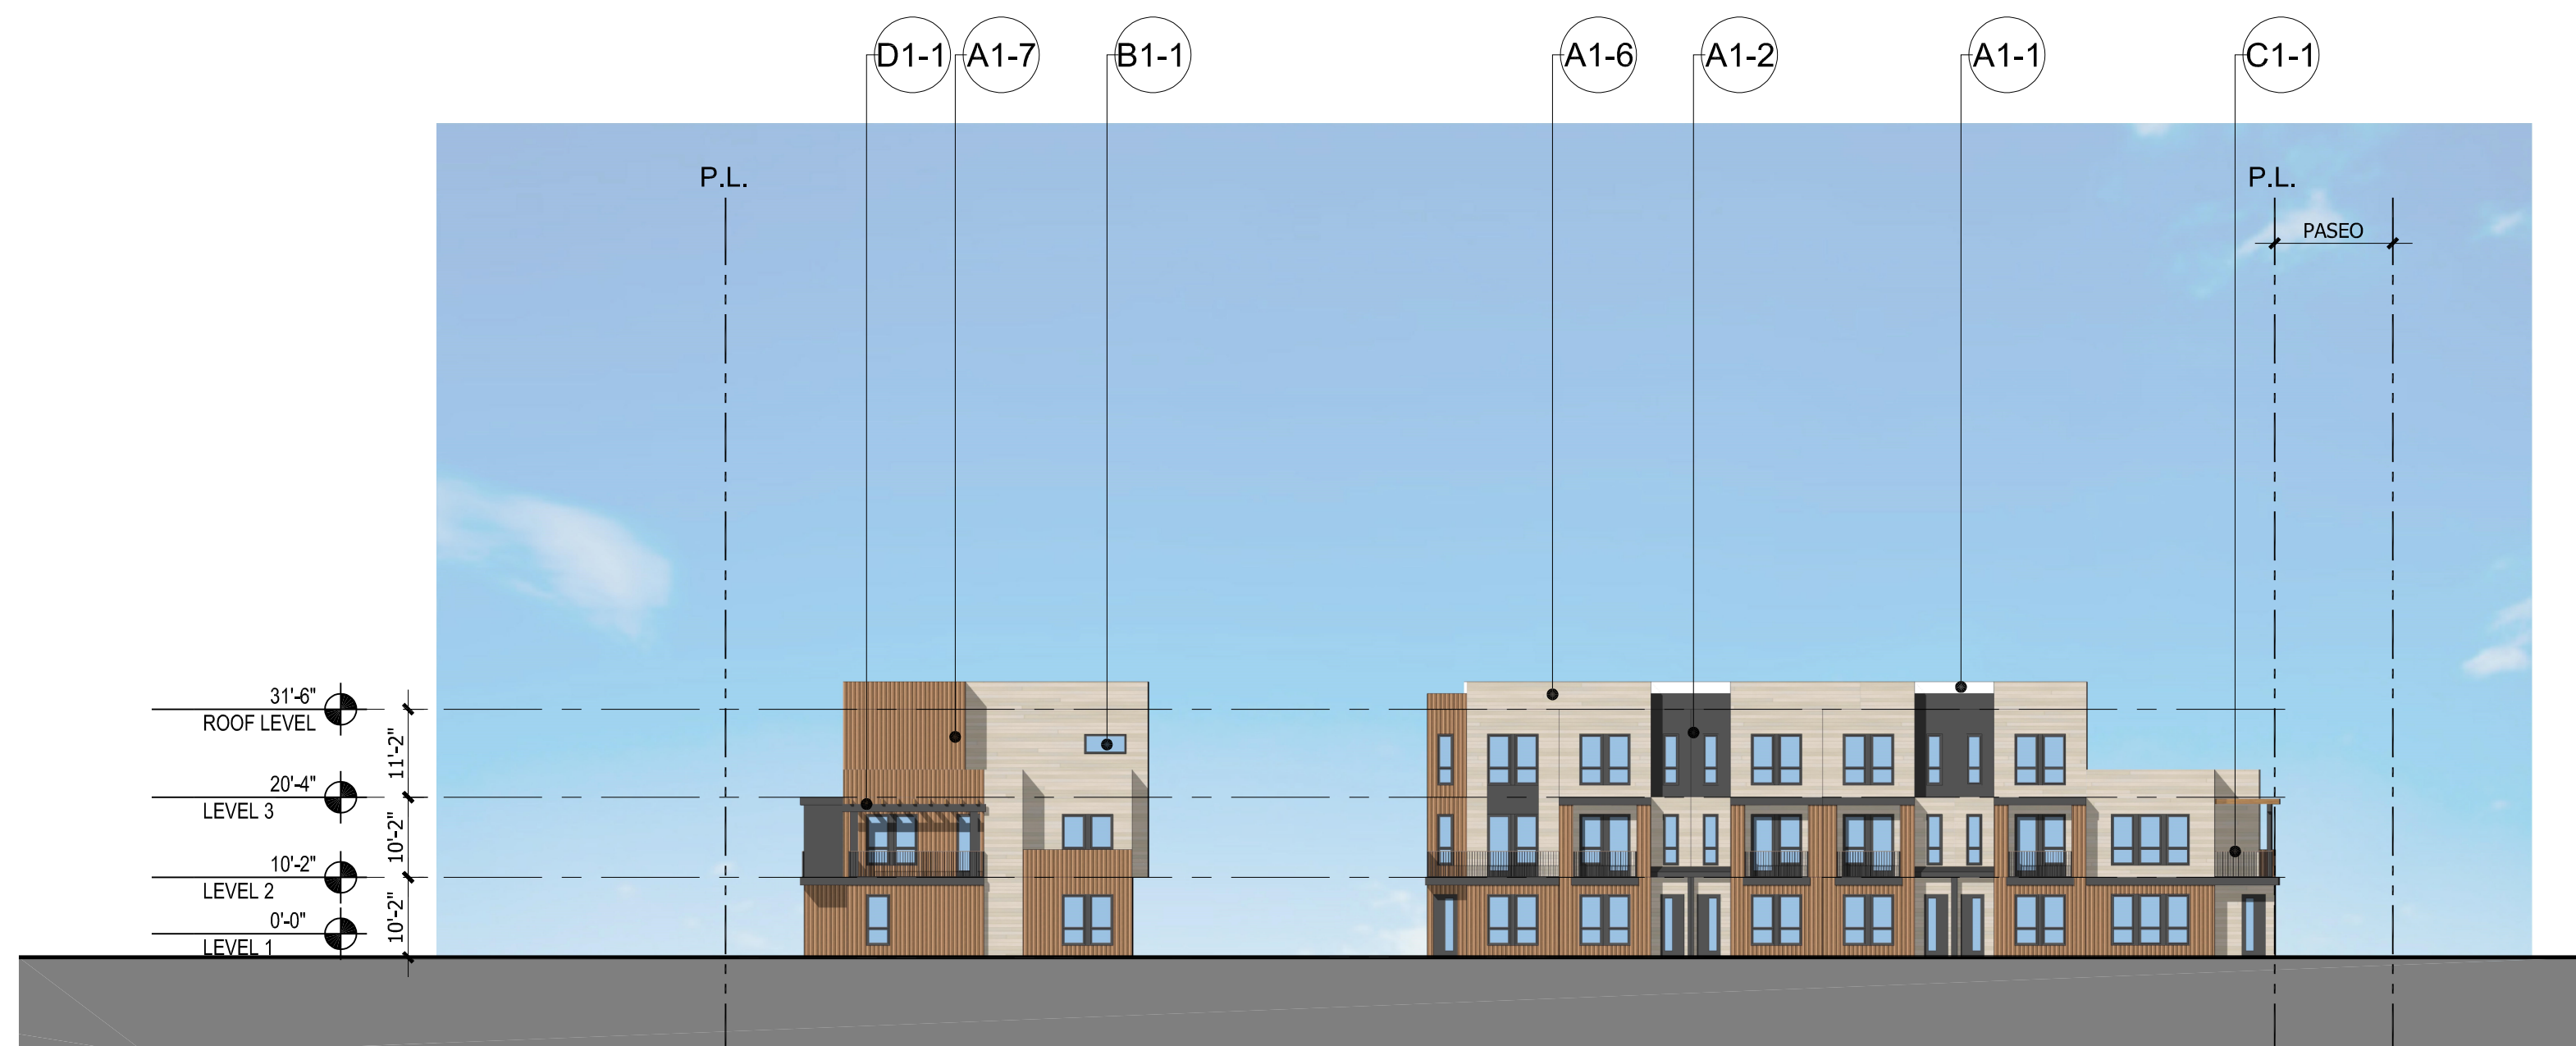 D1-1
A1-7
B1-1
A1-6
A1-2
A1-1
C1-1
P.L.
P.L.
PASEO
31'-6"
ROOF LEVEL
11'-2"
20'-4"
LEVEL 3
10'-2"
10'-2"
LEVEL 2
10'-2"
0'-0"
LEVEL 1